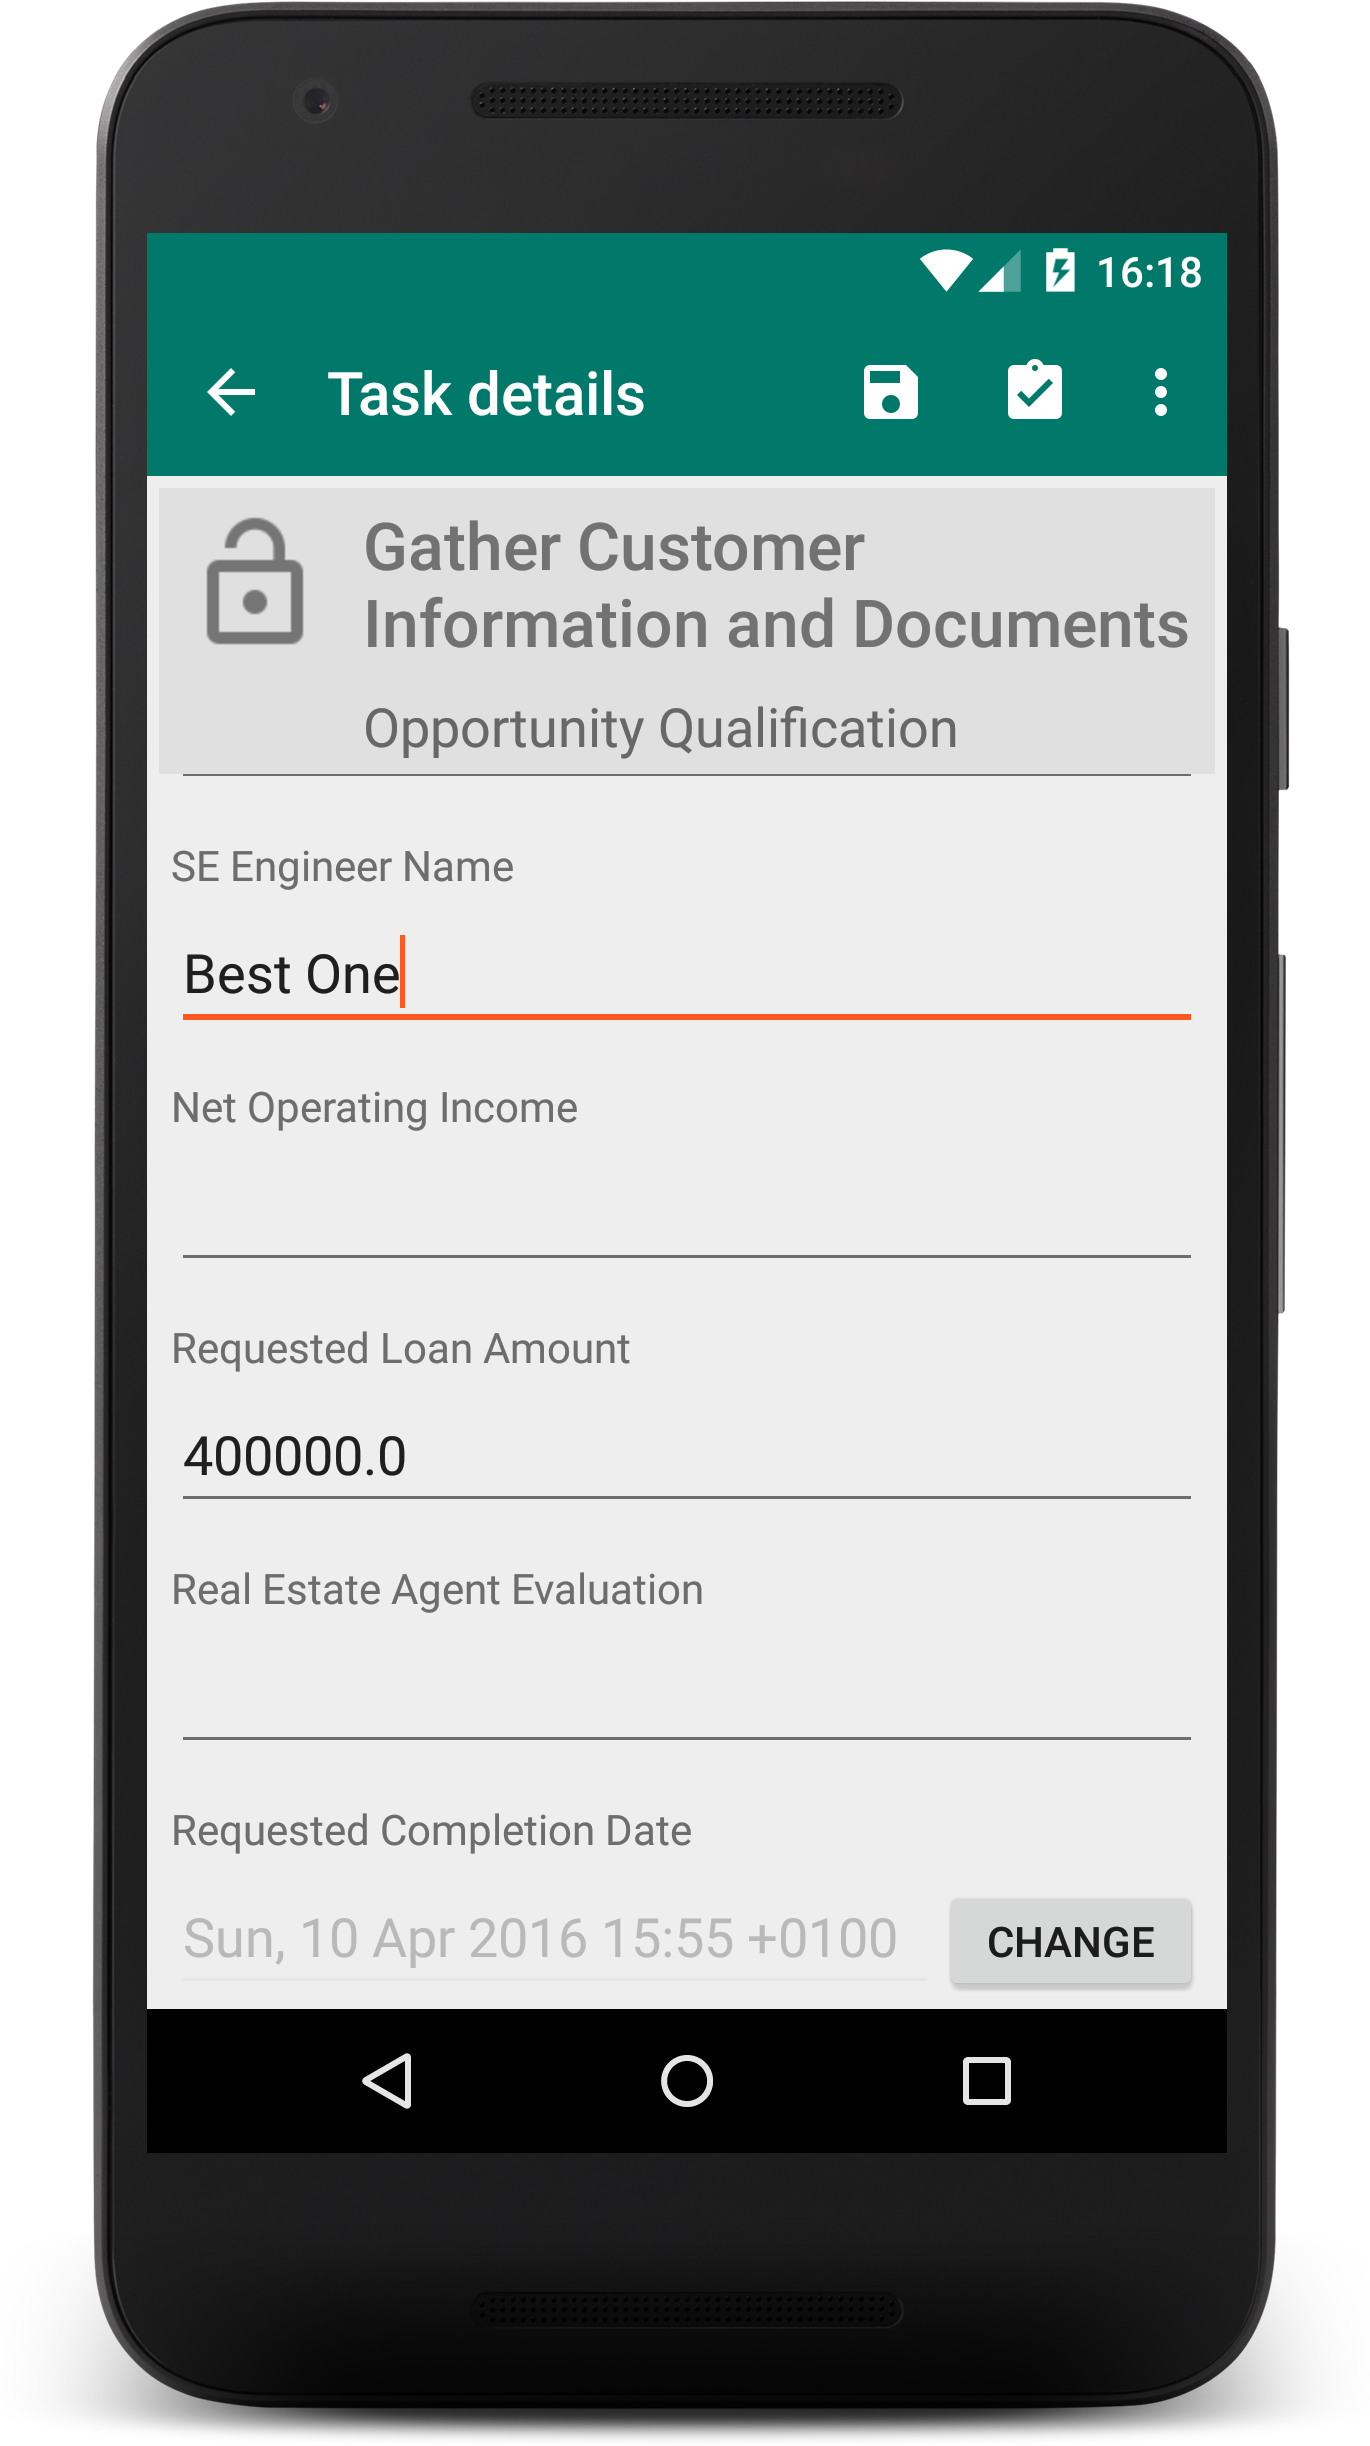 16:18
Task details
Gather Customer
Information and Documents
Opportunity Qualification
SE Engineer Name
Best One
Net Operating Income
Requested Loan Amount
400000.0
Real Estate Agent Evaluation
Requested Completion Date
Sun, 10 Apr 2016 15:55 +0100
CHANGE